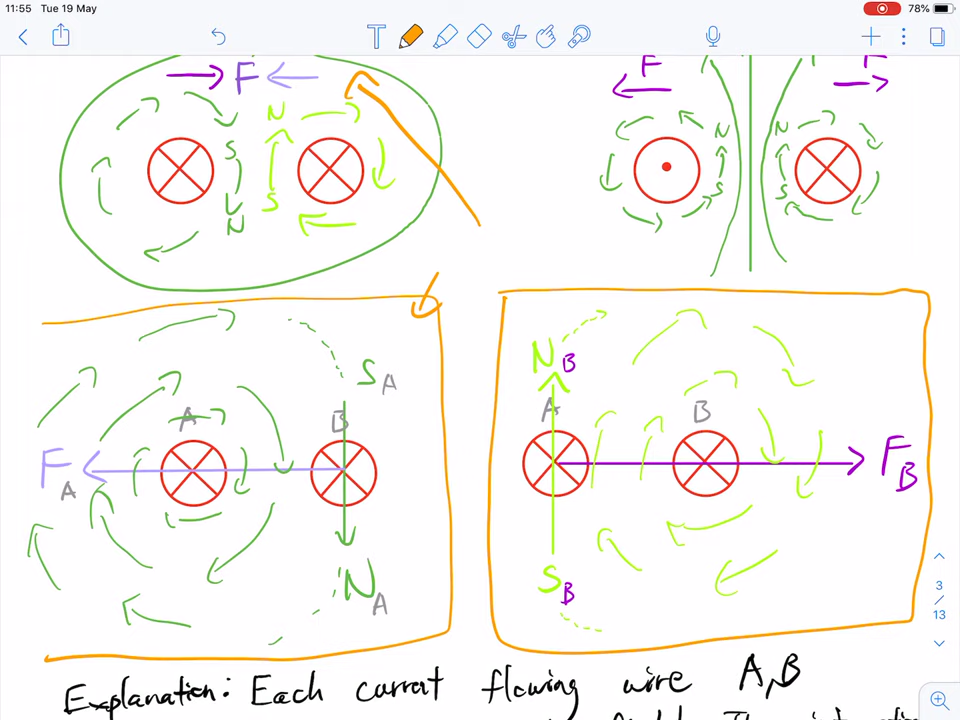 11:55 Tue 19 May
78%
T
F
F
F
N
S
S
N
N
S
N
S
S A
A
B
F A
N A
N B
A
B
F B
S B
3
/
13
Explanation: Each current flowing wire A,B